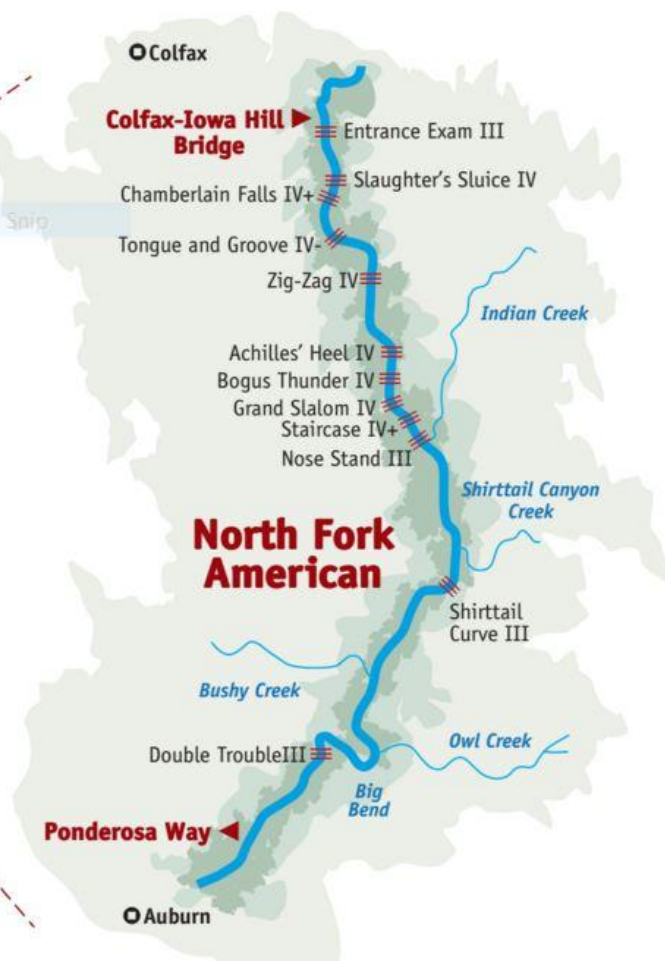 Colfax
Colfax-Iowa Hill
Bridge
Entrance Exam III
Slaughter's Sluice IV
Chamberlain Falls IV+
Snip
Tongue and Groove IV-
Zig-Zag IV
Indian Creek
Achilles' Heel IV
Bogus Thunder IV
Grand Slalom IV
Staircase IV+
Nose Stand III
Shirttail Canyon
Creek
North Fork
American
Shirttail
Curve III
Bushy Creek
Owl Creek
Double TroubleIII
Big
Bend
Ponderosa Way
Auburn